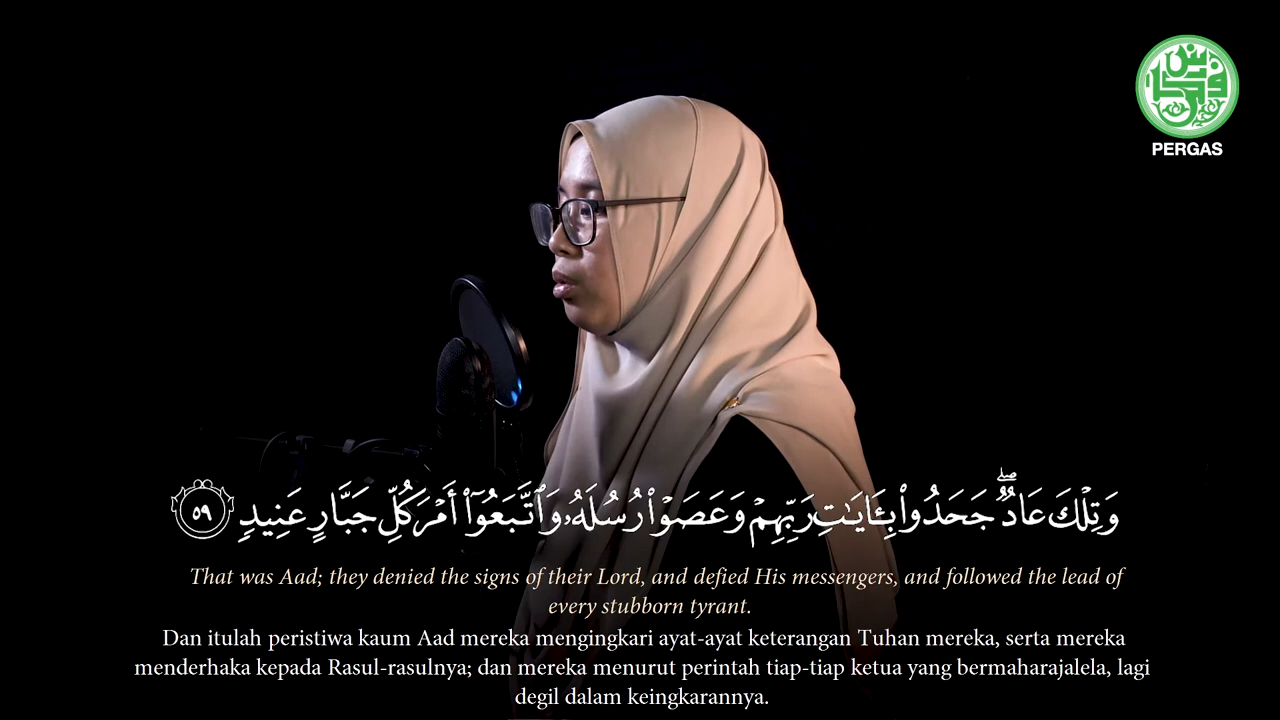 PERGAS
وَتِلْكَ عَادٌ ۖ جَحَدُوا۟ بِـَٔايَـٰتِ رَبِّهِمْ وَعَصَوْا۟ رُسُلَهُۥ وَٱتَّبَعُوٓا۟ أَمْرَ كُلِّ جَبَّارٍ عَنِيدٍ ٥٩
That was Aad; they denied the signs of their Lord, and defied His messengers, and followed the lead of
every stubborn tyrant.
Dan itulah peristiwa kaum Aad mereka mengingkari ayat-ayat keterangan Tuhan mereka, serta mereka
menderhaka kepada Rasul-rasulnya; dan mereka menurut perintah tiap-tiap ketua yang bermaharajalela, lagi
degil dalam keingkarannya.